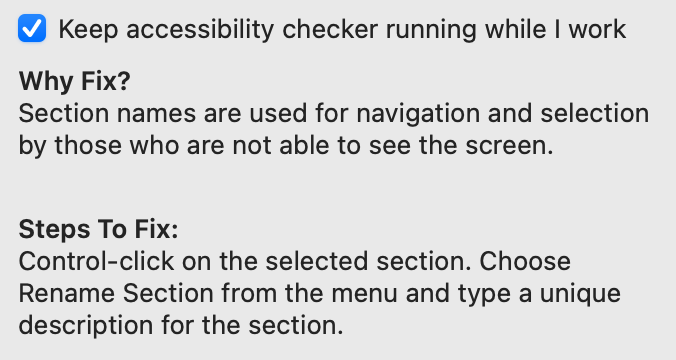 Keep accessibility checker running while I work
Why Fix?
Section names are used for navigation and selection
by those who are not able to see the screen.
Steps To Fix:
Control-click on the selected section. Choose
Rename Section from the menu and type a unique
description for the section.